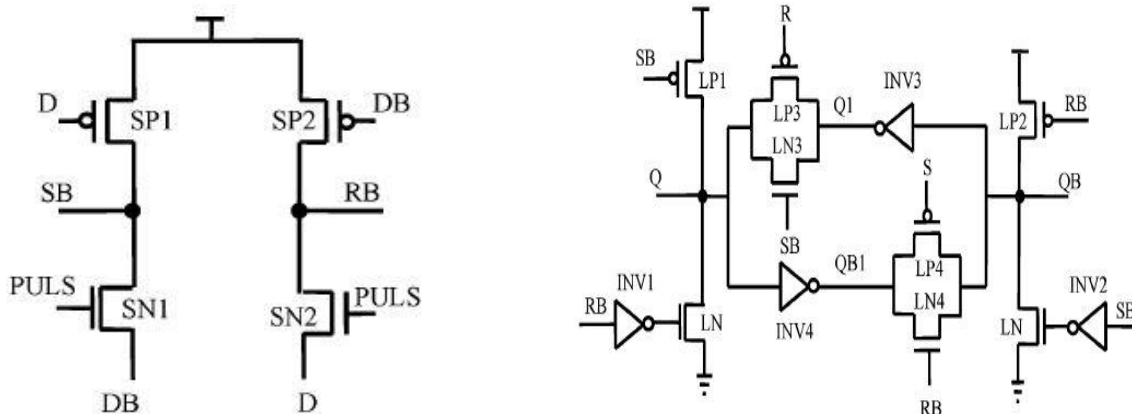 D
SP1
SP2
DB
SB
RB
PULS
SN1
SN2
PULS
DB
D
R
SB
LP1
LP3
Q1
INV3
LP2
RB
LN3
Q
S
QB
SB
QB1
LP4
INV1
LN4
INV2
RB
LN
INV4
LN
SB
RB